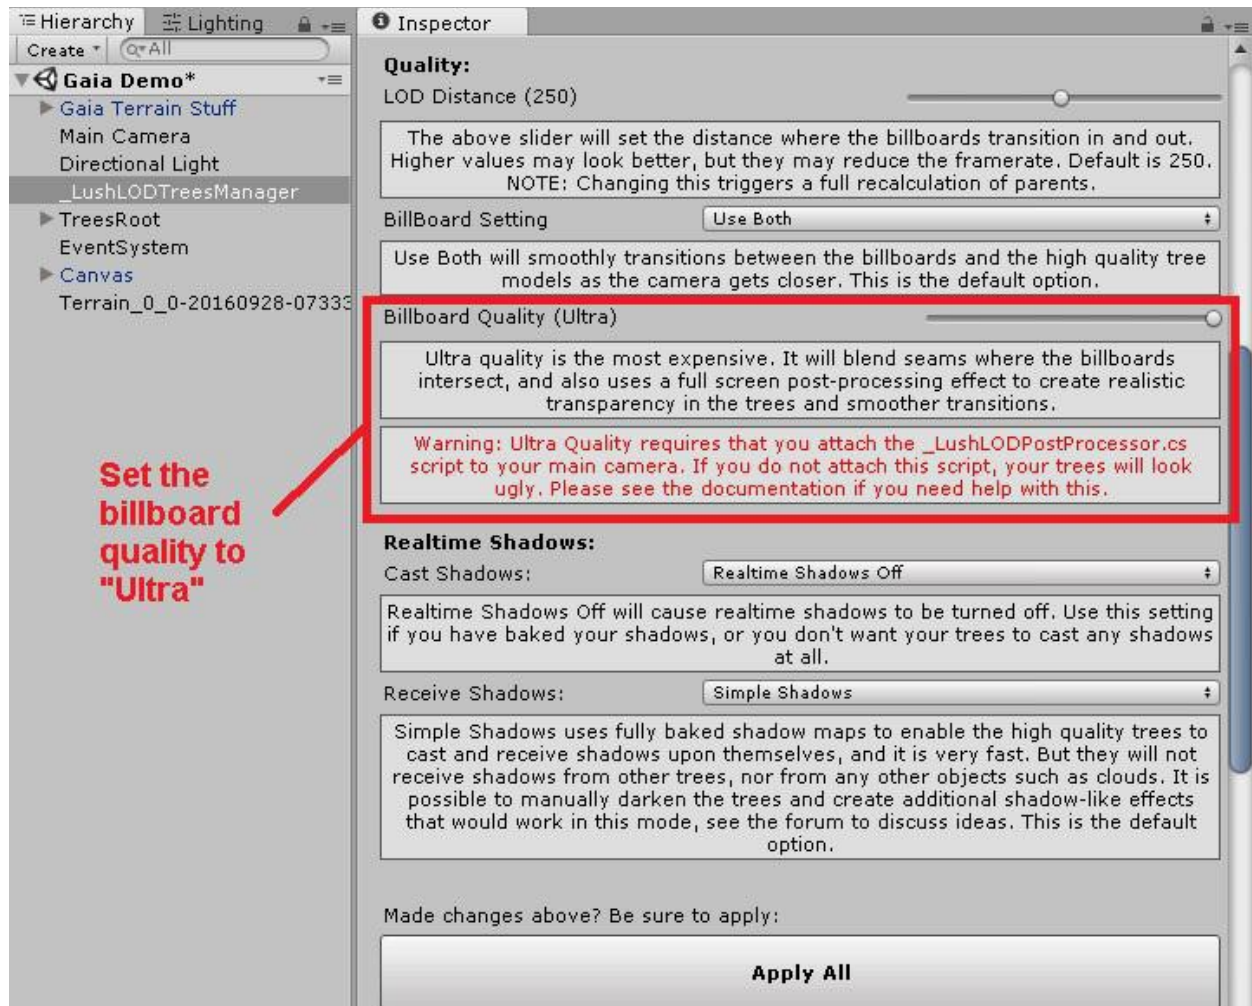 Hierarchy
Lighting
Create
All
Gaia Demo*
Gaia Terrain Stuff
Main Camera
Directional Light
_LushLODTreesManager
TreesRoot
EventSystem
Canvas
Terrain_0_0-20160928-07333
Set the
billboard
quality to
"Ultra"
Inspector
Quality:
LOD Distance (250)
The above slider will set the distance where the billboards transition in and out.
Higher values may look better, but they may reduce the framerate. Default is 250.
NOTE: Changing this triggers a full recalculation of parents.
BillBoard Setting
Use Both
Use Both will smoothly transitions between the billboards and the high quality tree
models as the camera gets closer. This is the default option.
Billboard Quality (Ultra)
Ultra quality is the most expensive. It will blend seams where the billboards
intersect, and also uses a full screen post-processing effect to create realistic
transparency in the trees and smoother transitions.
Warning: Ultra Quality requires that you attach the _LushLODPostProcessor.cs
script to your main camera. If you do not attach this script, your trees will look
ugly. Please see the documentation if you need help with this.
Realtime Shadows:
Cast Shadows:
Realtime Shadows Off
Realtime Shadows Off will cause realtime shadows to be turned off. Use this setting
if you have baked your shadows, or you don't want your trees to cast any shadows
at all.
Receive Shadows:
Simple Shadows
Simple Shadows uses fully baked shadow maps to enable the high quality trees to
cast and receive shadows upon themselves, and it is very fast. But they will not
receive shadows from other trees, nor from any other objects such as clouds. It is
possible to manually darken the trees and create additional shadow-like effects
that would work in this mode, see the forum to discuss ideas. This is the default
option.
Made changes above? Be sure to apply:
Apply All